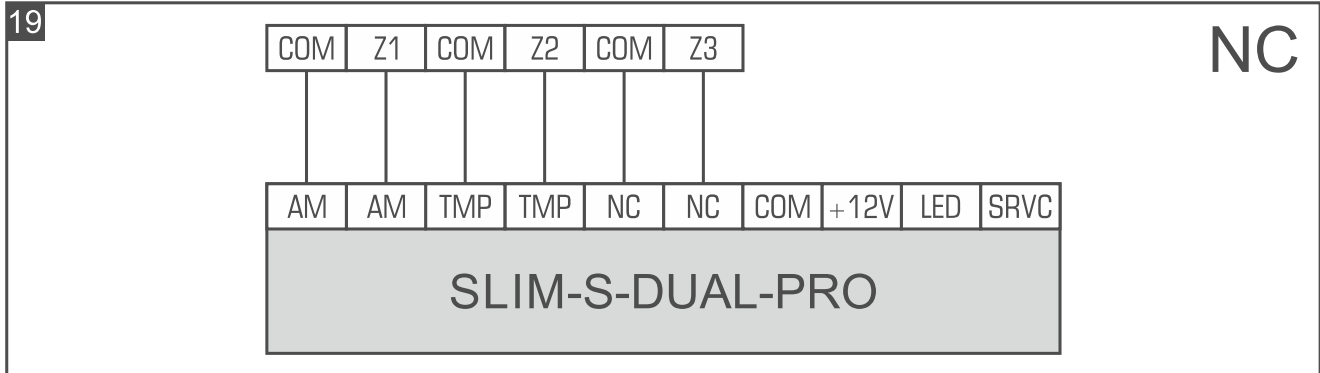 19
NC
COM Z1 COM Z2 COM Z3
AM AM TMP TMP NC NC COM +12V LED SRVC
SLIM-S-DUAL-PRO